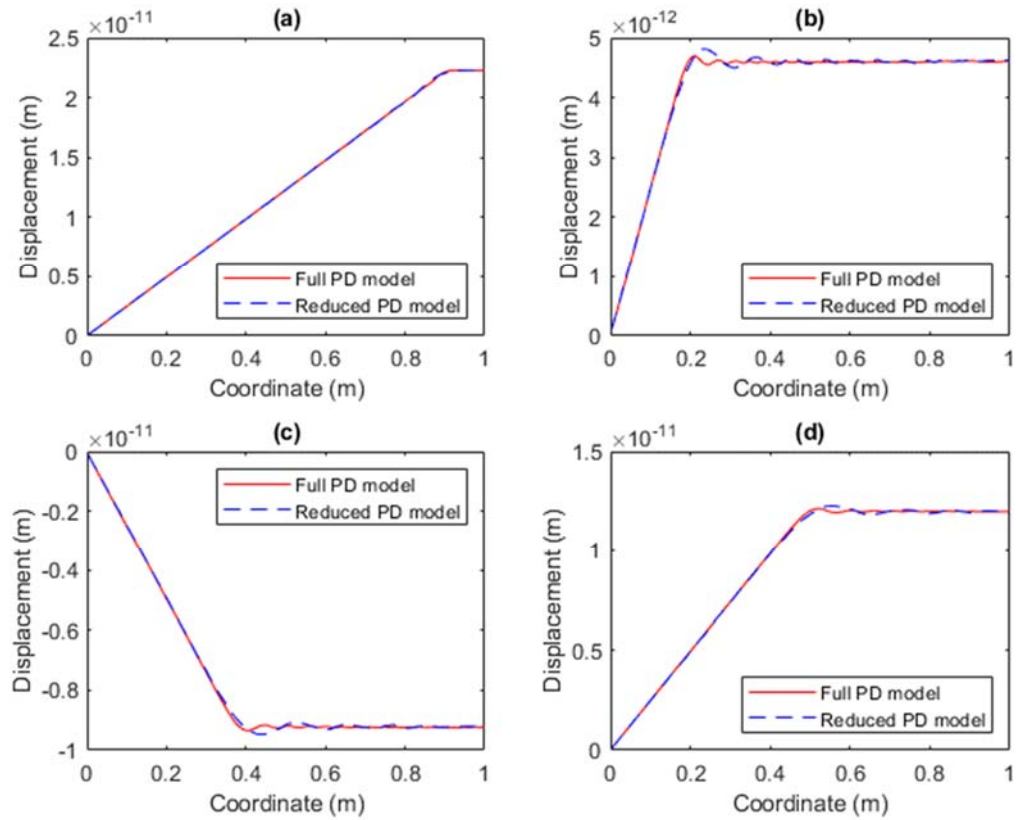 (a)
×10⁻¹¹
2.5
2
1.5
1
0.5
0
Displacement (m)
Full PD model
Reduced PD model
0 0.2 0.4 0.6 0.8 1
Coordinate (m)
(b)
×10⁻¹²
5
4
3
2
1
0
Displacement (m)
Full PD model
Reduced PD model
0 0.2 0.4 0.6 0.8 1
Coordinate (m)
(c)
×10⁻¹¹
0
-0.2
-0.4
-0.6
-0.8
-1
Displacement (m)
Full PD model
Reduced PD model
0 0.2 0.4 0.6 0.8 1
Coordinate (m)
(d)
×10⁻¹¹
1.5
1
0.5
0
Displacement (m)
Full PD model
Reduced PD model
0 0.2 0.4 0.6 0.8 1
Coordinate (m)